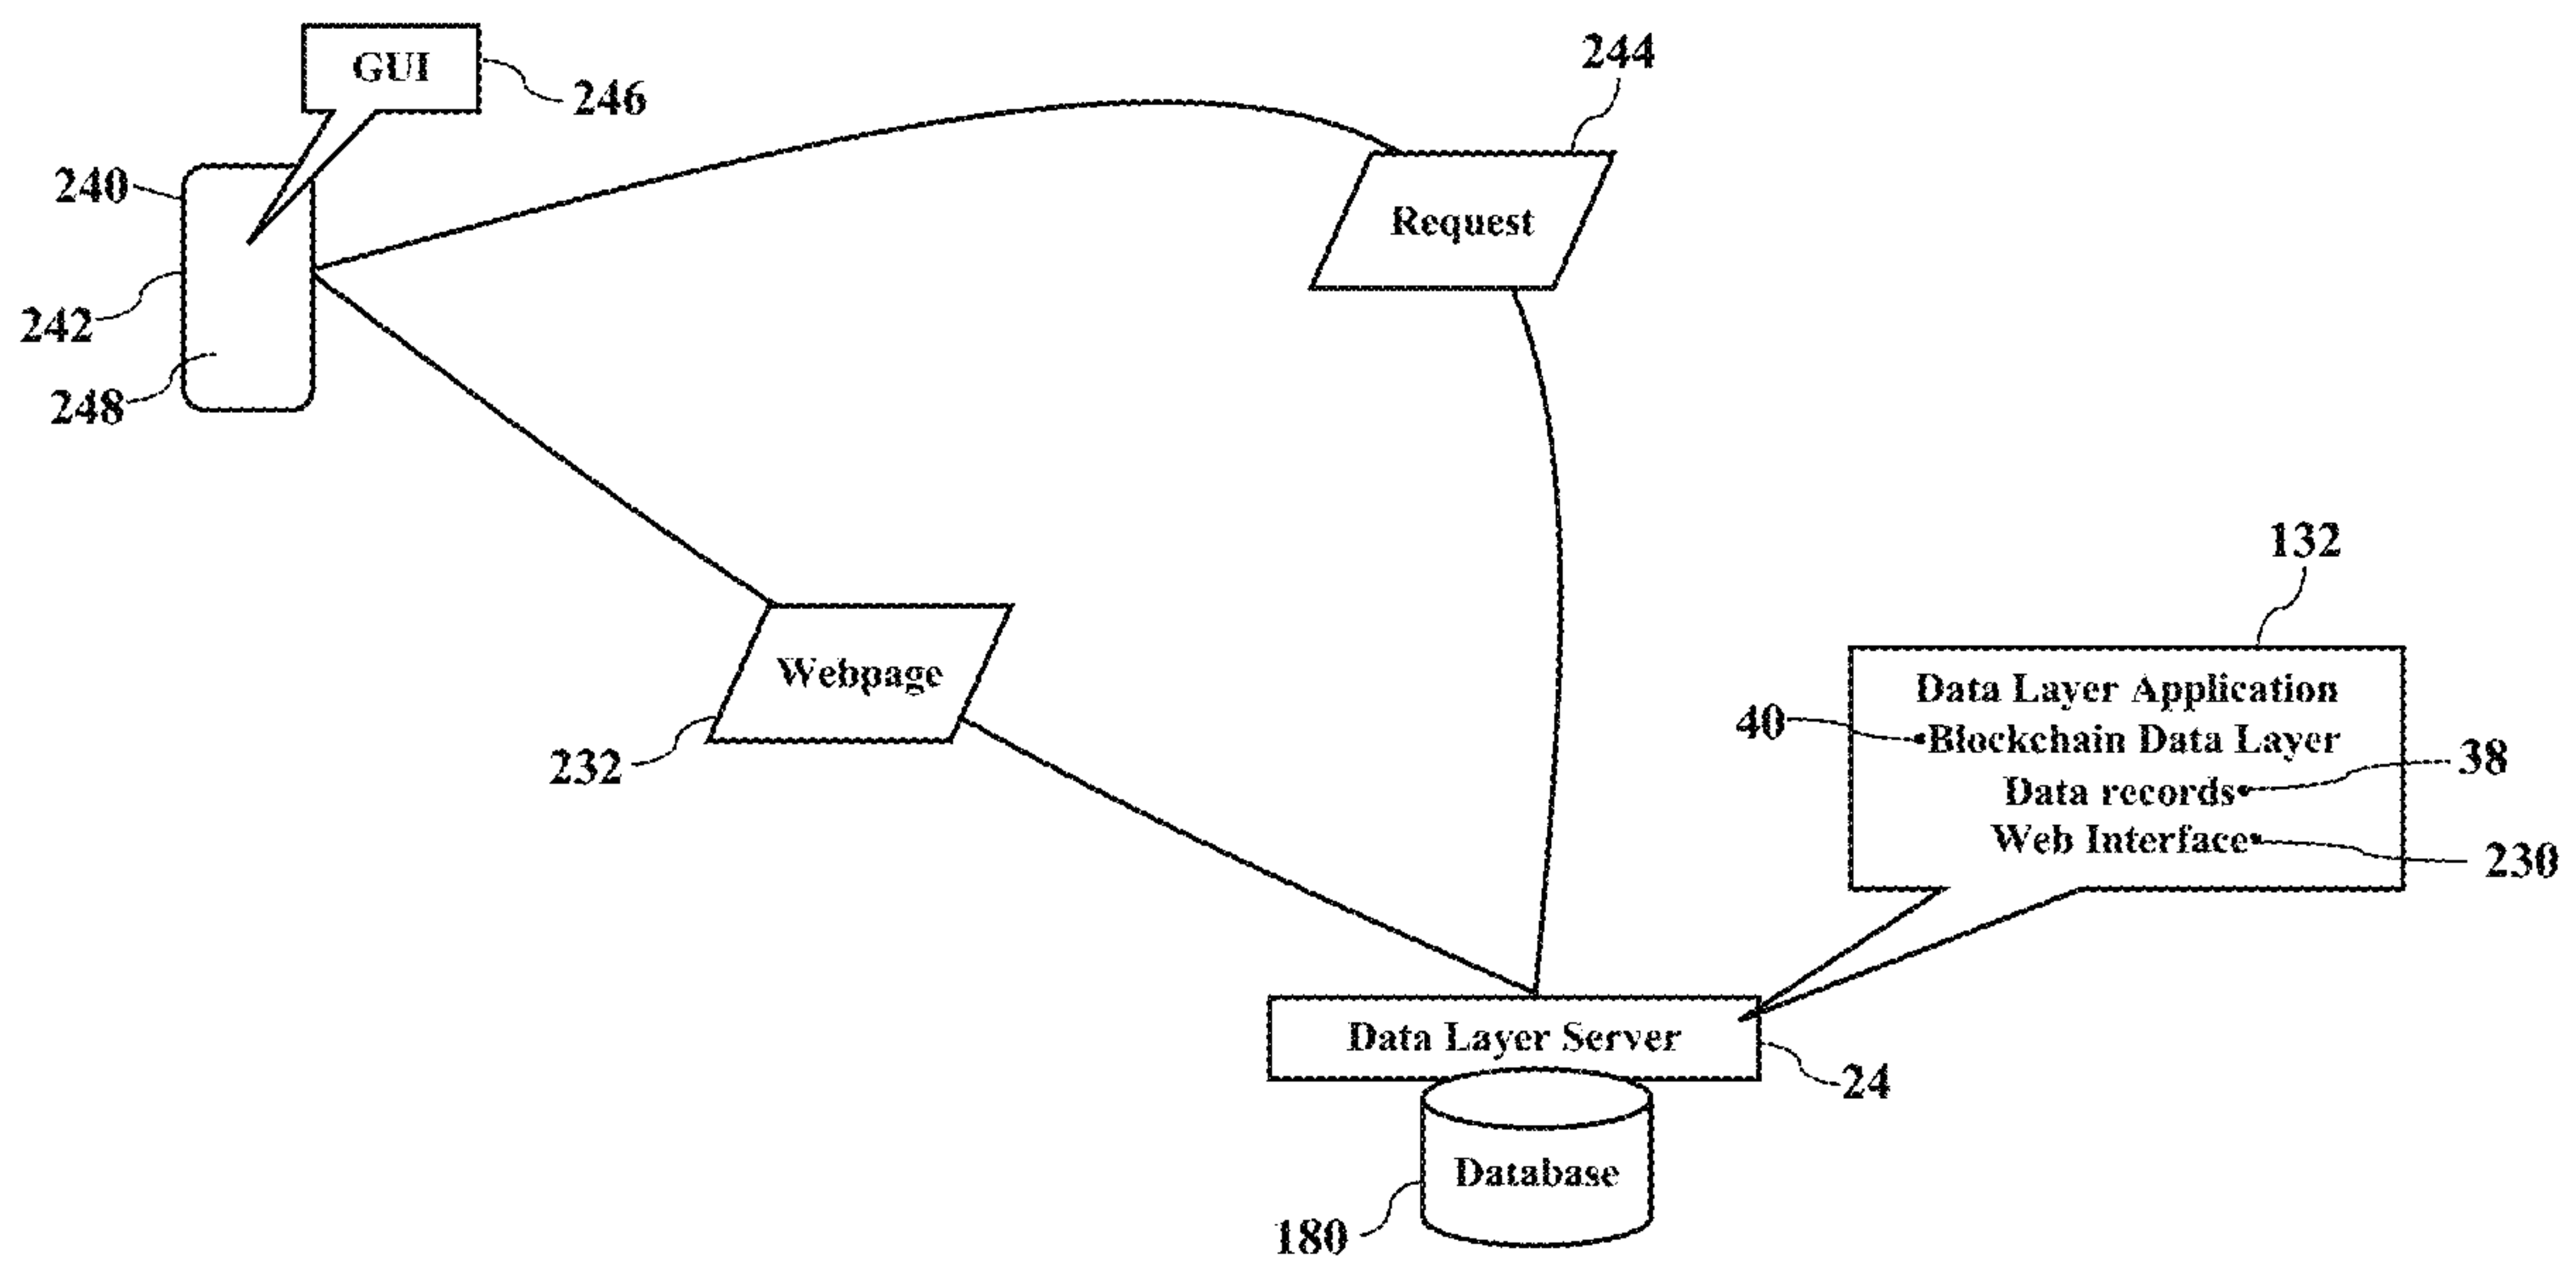 GUI
246
244
240
Request
242
248
132
Webpage
232
Data Layer Application
40
•Blockchain Data Layer
Data records•
38
Web Interface•
230
Data Layer Server
24
Database
180